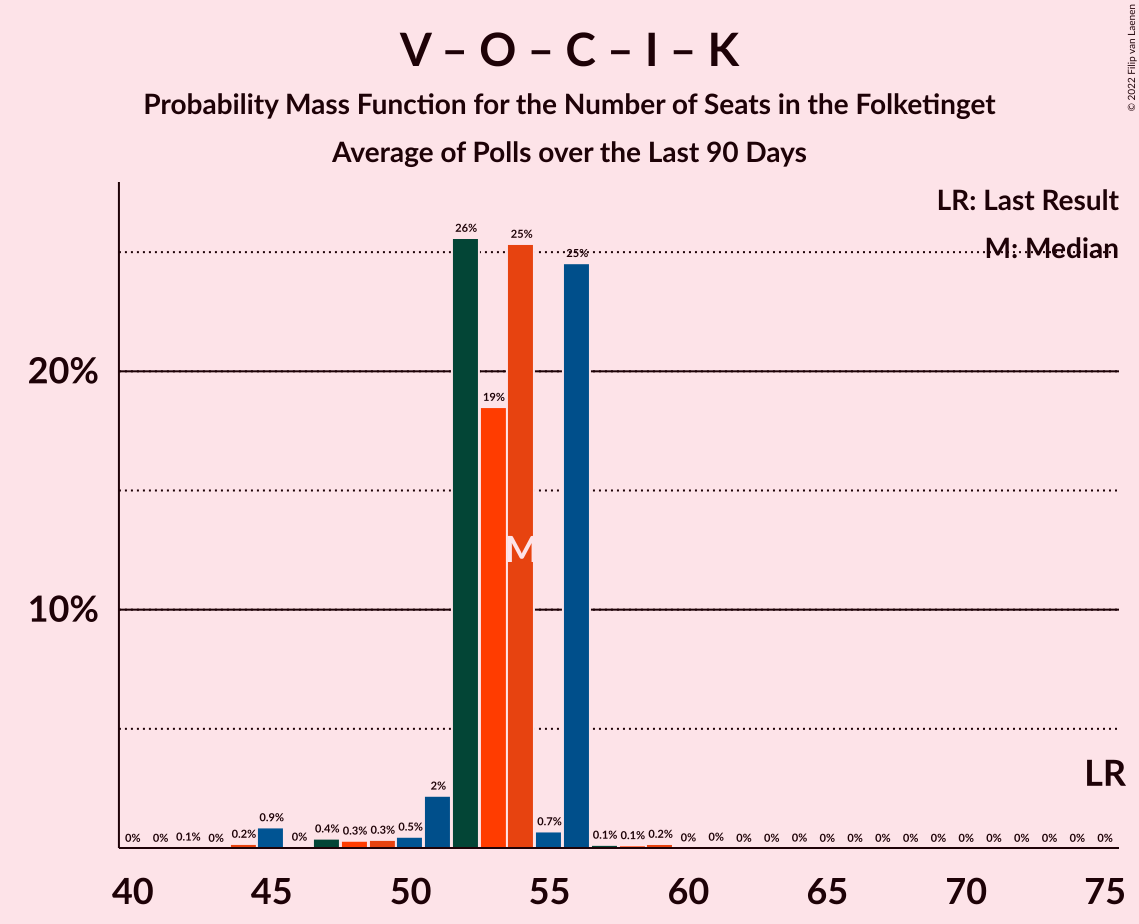 V – O – C – I – K
Probability Mass Function for the Number of Seats in the Folketinget
Average of Polls over the Last 90 Days
© 2022 Filip van Laenen
LR: Last Result
M: Median
26%
25%
25%
20%
19%
M
10%
LR
0% 0% 0.1% 0% 0.2% 0.9% 0% 0.4% 0.3% 0.3% 0.5% 2% 0.7% 0.1% 0.1% 0.2% 0% 0% 0% 0% 0% 0% 0% 0% 0% 0% 0% 0% 0% 0% 0% 0%
40 45 50 55 60 65 70 75